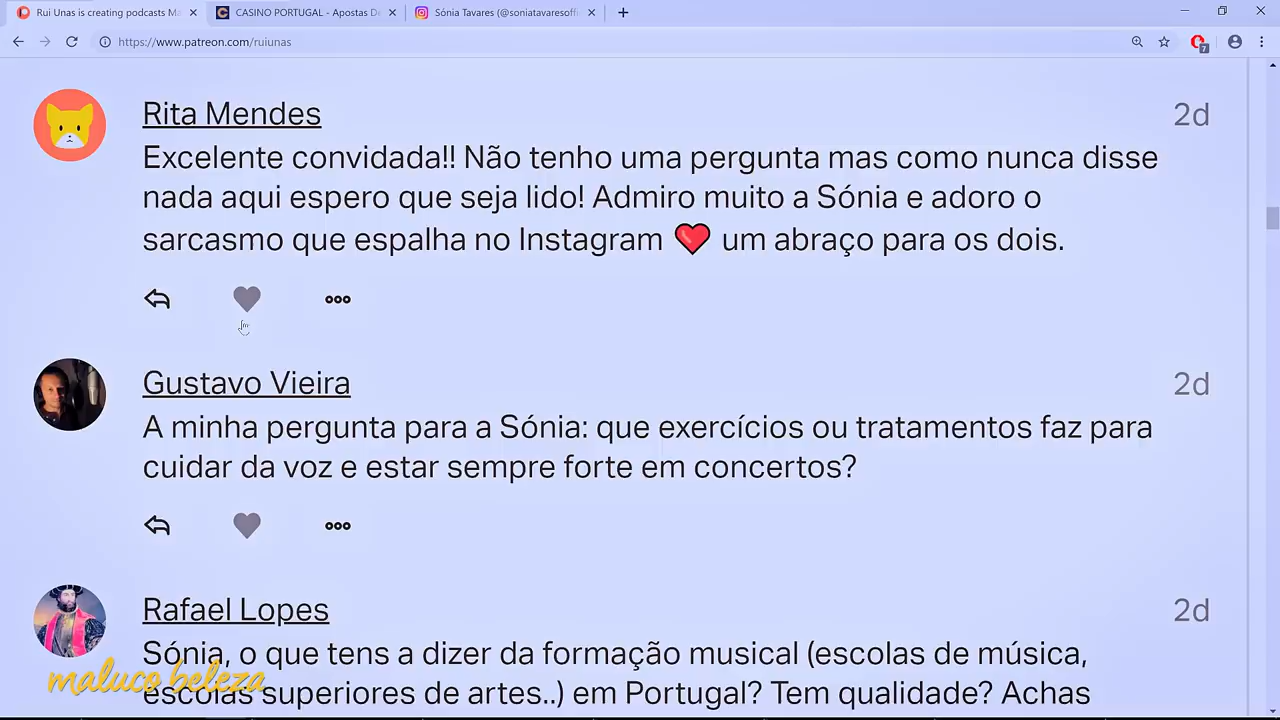 Rui Unas is creating podcasts Ma
CASINO PORTUGAL - Apostas De
Sónia Tavares (@soniatavaresoffi
https://www.patreon.com/ruiunas
7
Rita Mendes
2d
Excelente convidada!! Não tenho uma pergunta mas como nunca disse
nada aqui espero que seja lido! Admiro muito a Sónia e adoro o
sarcasmo que espalha no Instagram ❤️ um abraço para os dois.
Gustavo Vieira
2d
A minha pergunta para a Sónia: que exercícios ou tratamentos faz para
cuidar da voz e estar sempre forte em concertos?
Rafael Lopes
2d
Sónia, o que tens a dizer da formação musical (escolas de música,
escolas superiores de artes..) em Portugal? Tem qualidade? Achas
maluco beleza